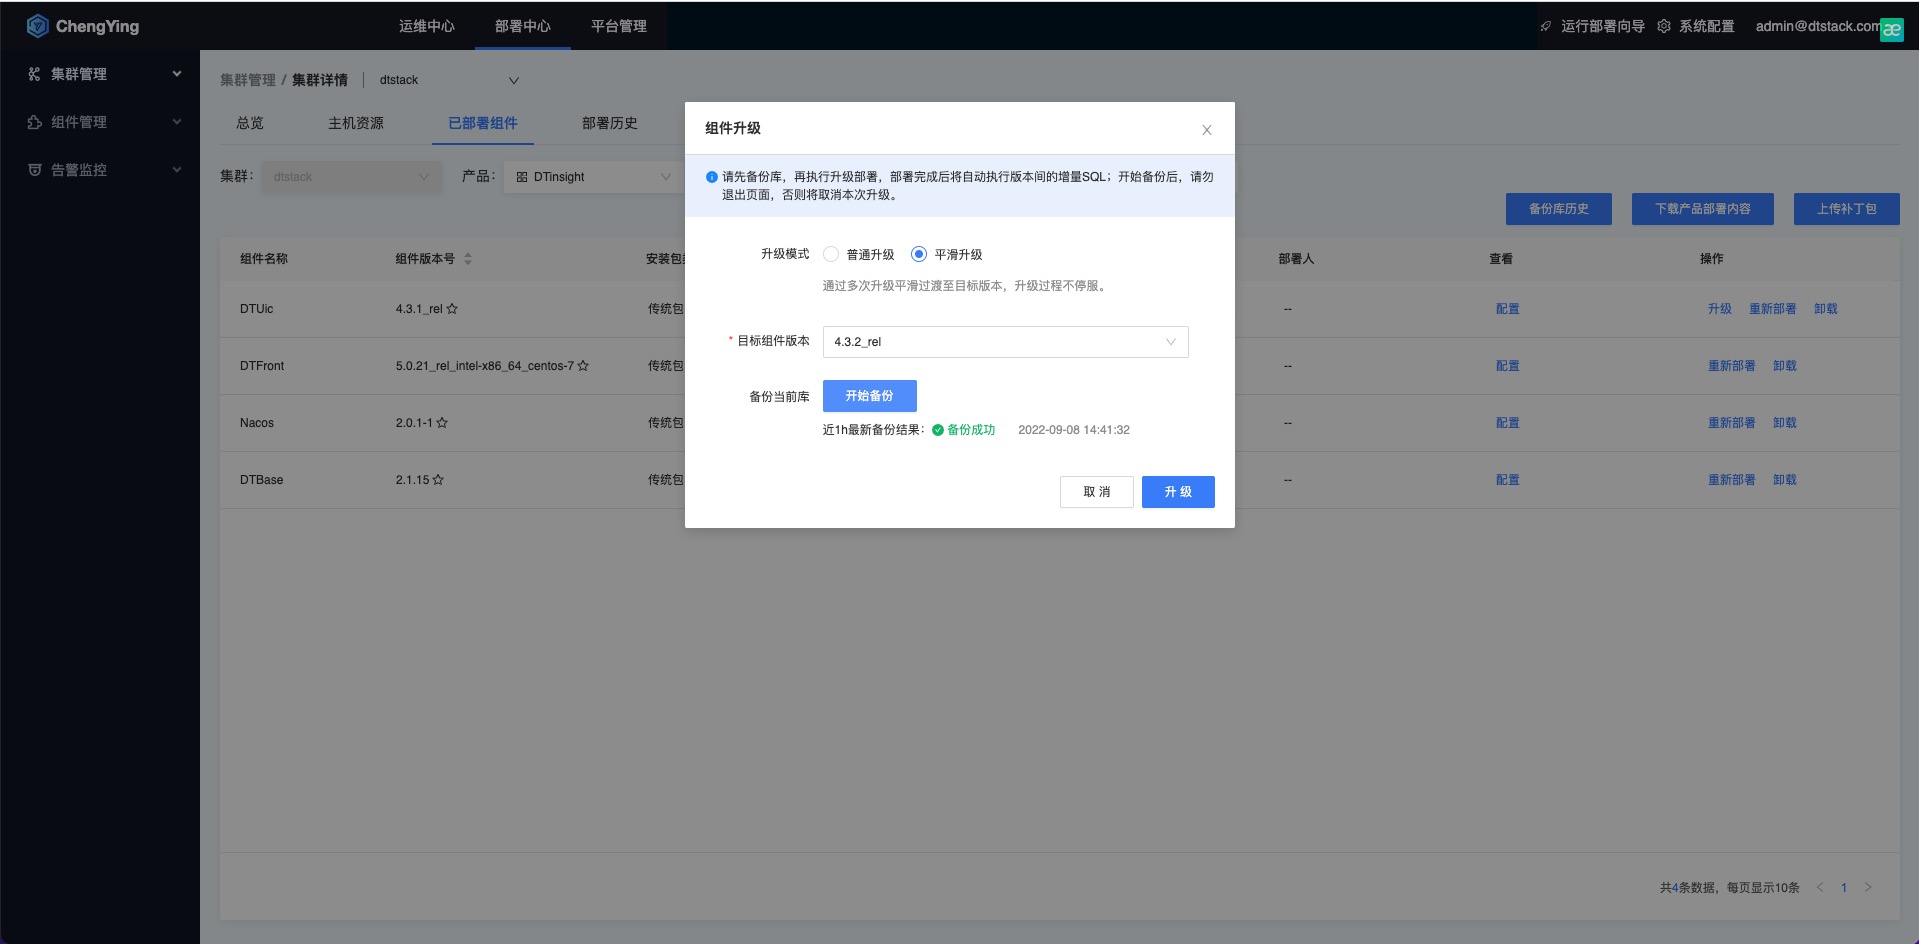 ChengYing
运维中心 部署中心 平台管理 运行部署向导 系统配置 admin@dtstack.com
集群管理
组件管理
告警监控
集群管理 / 集群详情 dtstack
总览 主机资源 已部署组件 部署历史
集群： dtstack 产品： DTinsight
备份库历史 下载产品部署内容 上传补丁包
组件名称 组件版本号 安装包 部署人 查看 操作
DTUic 4.3.1_rel 传统包 -- 配置 升级 重新部署 卸载
DTFront 5.0.21_rel_intel-x86_64_centos-7 传统包 -- 配置 重新部署 卸载
Nacos 2.0.1-1 传统包 -- 配置 重新部署 卸载
DTBase 2.1.15 传统包 -- 配置 重新部署 卸载
共4条数据，每页显示10条 < 1 >
组件升级
请先备份库，再执行升级部署，部署完成后将自动执行版本间的增量SQL；开始备份后，请勿
退出页面，否则将取消本次升级。
升级模式 普通升级 平滑升级
通过多次升级平滑过渡至目标版本，升级过程不停服。
* 目标组件版本 4.3.2_rel
备份当前库 开始备份
近1h最新备份结果： 备份成功 2022-09-08 14:41:32
取 消 升 级